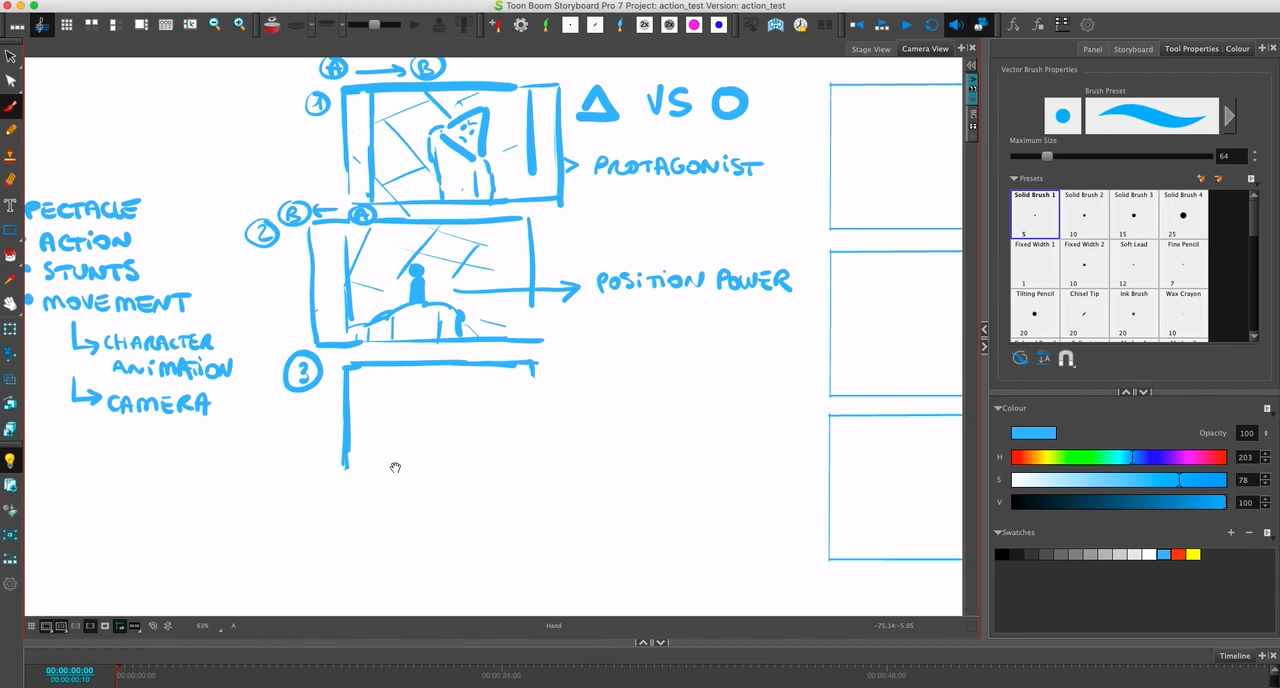 Toon Boom Storyboard Pro 7 Project: action_test Version: action_test
Stage View
Camera View
Panel
Storyboard
Tool Properties : Colour
Vector Brush Properties
Brush Preset
Maximum Size
64
Presets
Solid Brush 1
Solid Brush 2
Solid Brush 3
Solid Brush 4
5
10
15
25
Fixed Width 1
Fixed Width 2
Soft Lead
Fine Pencil
1
10
12
7
Tilting Pencil
Chisel Tip
Ink Brush
Wax Crayon
20
20
20
10
Colour
Opacity
100
H
203
S
78
V
100
Swatches
A
B
1
VS
PROTAGONIST
B
A
2
POSITION POWER
3
PECTACLE
ACTION
STUNTS
MOVEMENT
CHARACTER
ANIMATION
CAMERA
BG
63%
A
Hand
-75.14:-5.05
Timeline
00:00:00:00
00:00:00:10
00:00:00:00
00:00:24:00
00:00:48:00